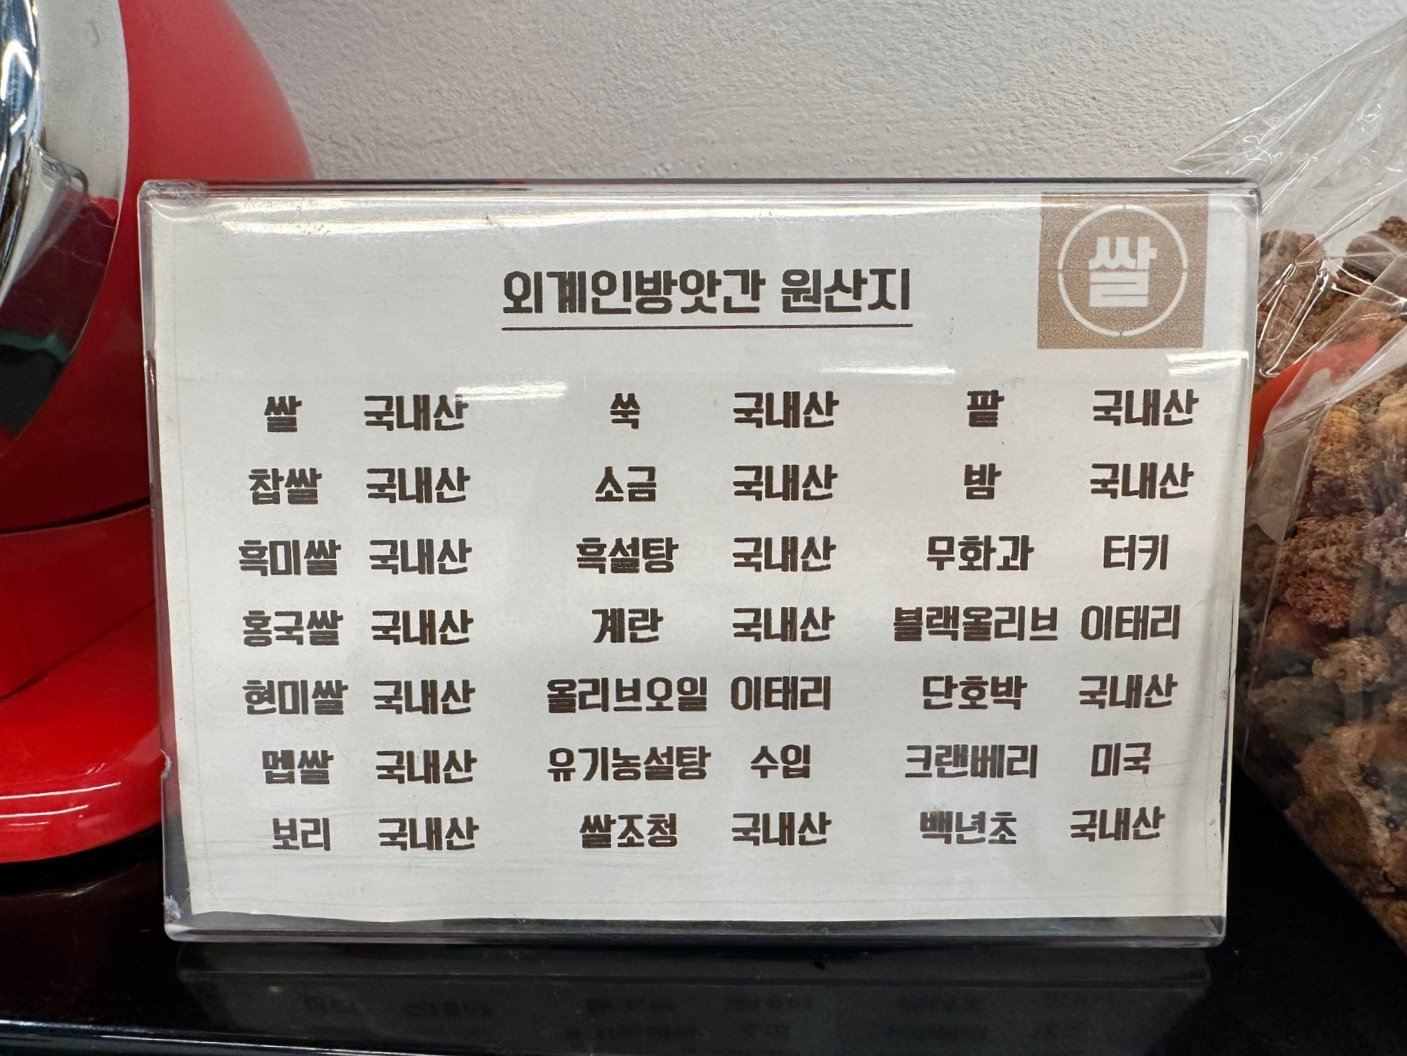 외계인방앗간 원산지
쌀
쌀 국내산 쑥 국내산 팥 국내산
찹쌀 국내산 소금 국내산 밤 국내산
흑미쌀 국내산 흑설탕 국내산 무화과 터키
홍국쌀 국내산 계란 국내산 블랙올리브 이태리
현미쌀 국내산 올리브오일 이태리 단호박 국내산
멥쌀 국내산 유기농설탕 수입 크랜베리 미국
보리 국내산 쌀조청 국내산 백년초 국내산